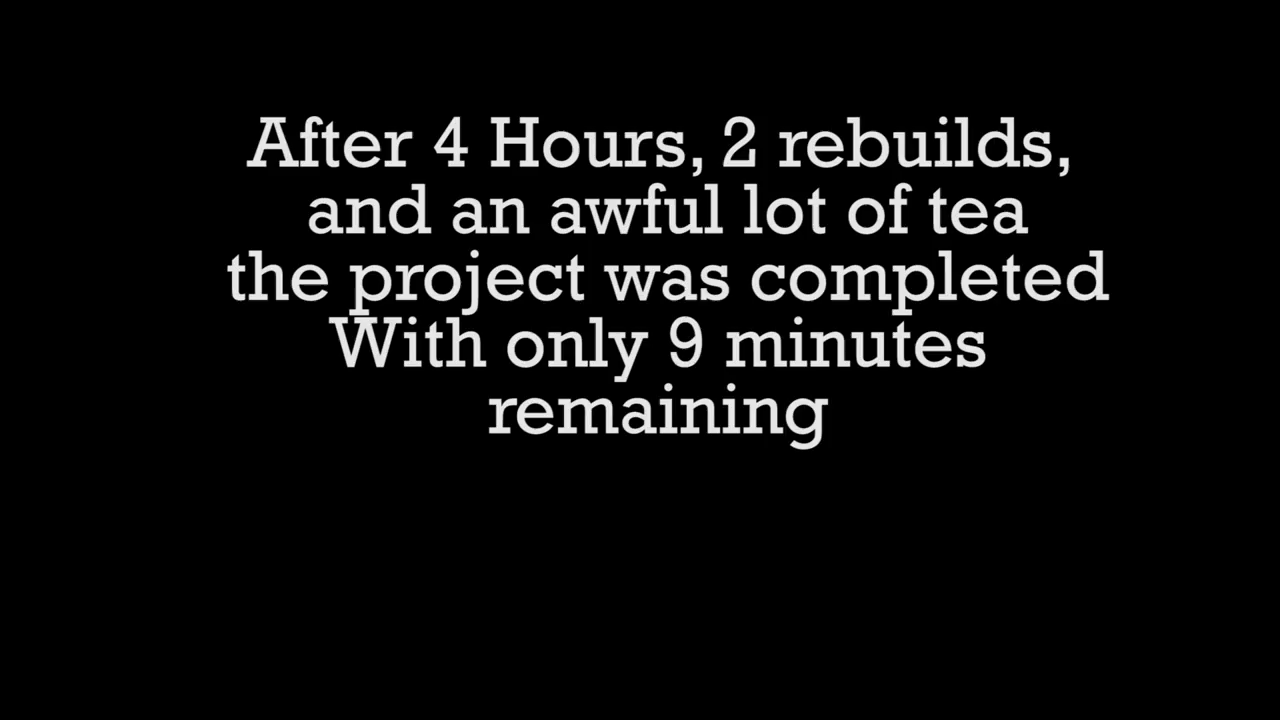 After 4 Hours, 2 rebuilds,
and an awful lot of tea
the project was completed
With only 9 minutes
remaining